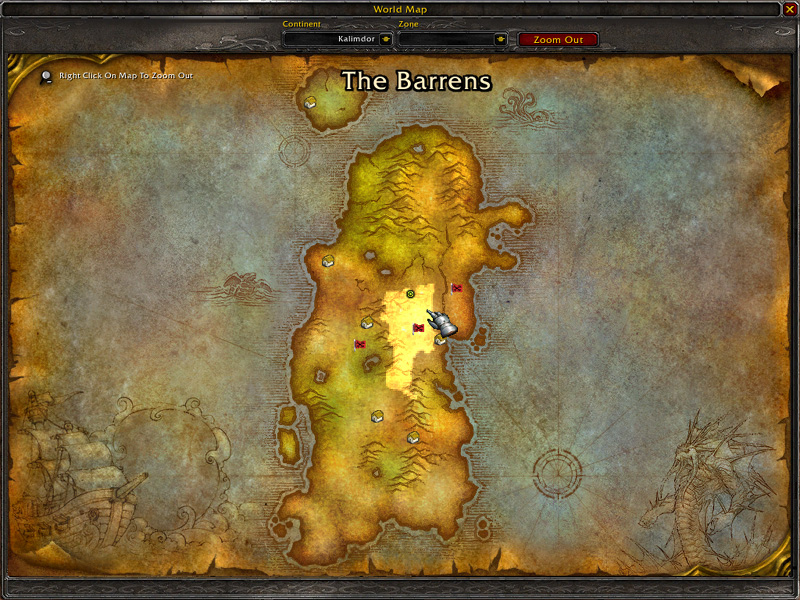 World Map
Continent
Zone
Kalimdor
Zoom Out
Right Click On Map To Zoom Out
The Barrens